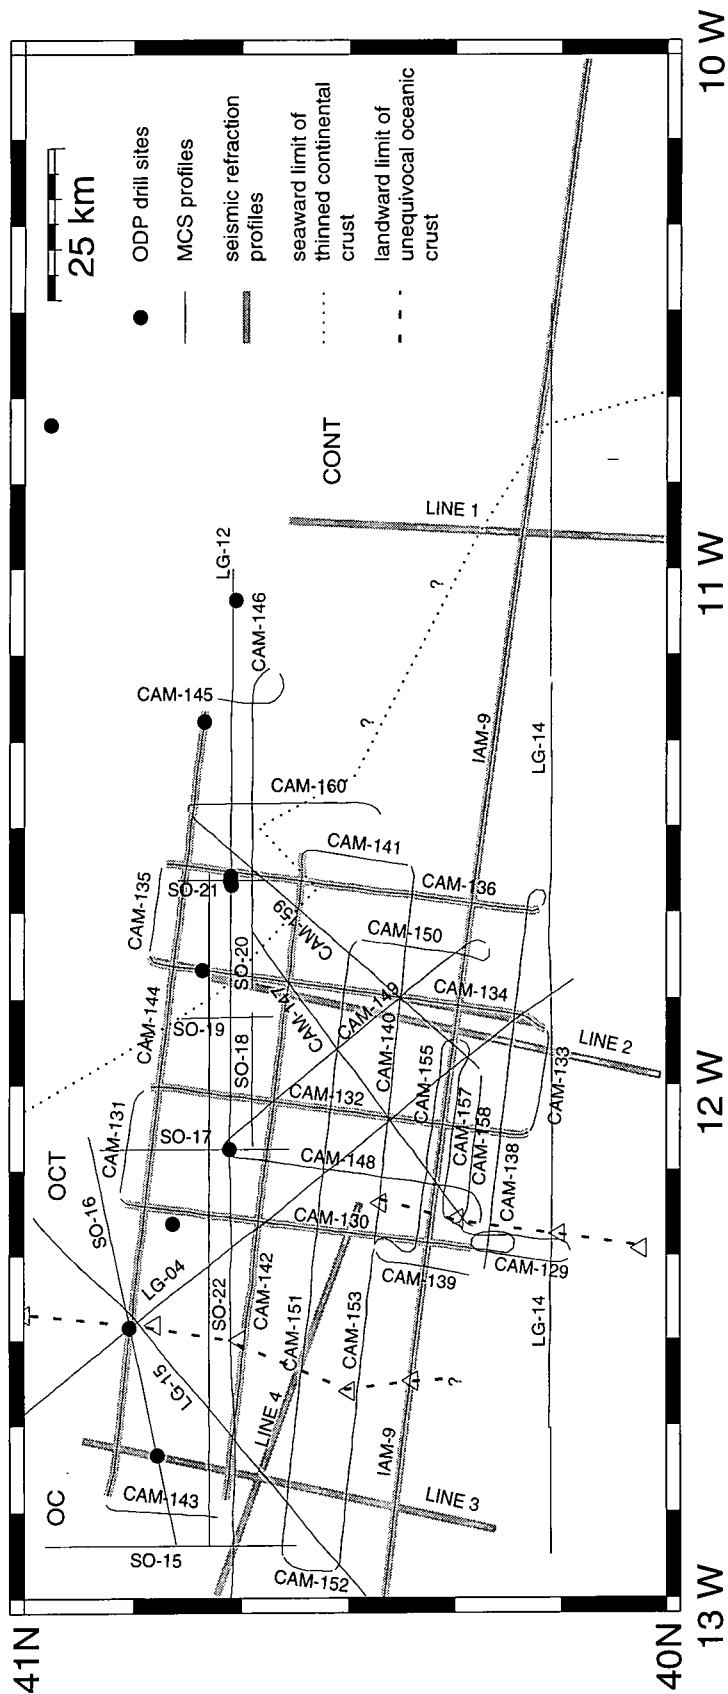 41N
40N
13 W
12 W
11 W
10 W
25 km
ODP drill sites
MCS profiles
seismic refraction
profiles
seaward limit of
thinned continental
crust
landward limit of
unequivocal oceanic
crust
OC
OCT
CONT
SO-15
SO-16
SO-17
SO-18
SO-19
SO-20
SO-21
SO-22
LG-04
LG-15
LG-12
LG-14
LG-14
CAM-129
CAM-130
CAM-131
CAM-132
CAM-133
CAM-134
CAM-135
CAM-136
CAM-138
CAM-139
CAM-140
CAM-141
CAM-142
CAM-143
CAM-144
CAM-145
CAM-146
CAM-147
CAM-148
CAM-149
CAM-150
CAM-151
CAM-152
CAM-153
CAM-155
CAM-157
CAM-158
CAM-159
CAM-160
IAM-9
IAM-9
LINE 1
LINE 2
LINE 3
LINE 4
?
?
?